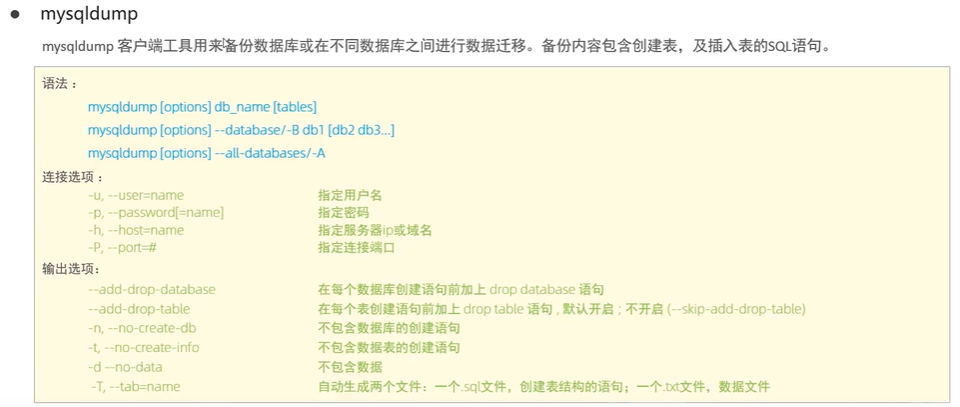 ● mysqldump
mysqldump 客户端工具用来备份数据库或在不同数据库之间进行数据迁移。备份内容包含创建表，及插入表的SQL语句。
语法 ：
mysqldump [options] db_name [tables]
mysqldump [options] --database/-B db1 [db2 db3...]
mysqldump [options] --all-databases/-A
连接选项 ：
-u, --user=name 指定用户名
-p, --password[=name] 指定密码
-h, --host=name 指定服务器ip或域名
-P, --port=# 指定连接端口
输出选项：
--add-drop-database 在每个数据库创建语句前加上 drop database 语句
--add-drop-table 在每个表创建语句前加上 drop table 语句 , 默认开启 ; 不开启 (--skip-add-drop-table)
-n, --no-create-db 不包含数据库的创建语句
-t, --no-create-info 不包含数据表的创建语句
-d --no-data 不包含数据
-T, --tab=name 自动生成两个文件：一个.sql文件，创建表结构的语句；一个.txt文件，数据文件